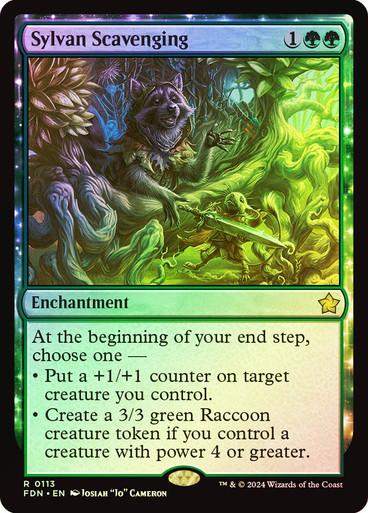 Sylvan Scavenging 1
Enchantment
At the beginning of your end step,
choose one —
• Put a +1/+1 counter on target
creature you control.
• Create a 3/3 green Raccoon
creature token if you control a
creature with power 4 or greater.
R 0113
FDN • EN Josiah "Jo" Cameron
™ & © 2024 Wizards of the Coast